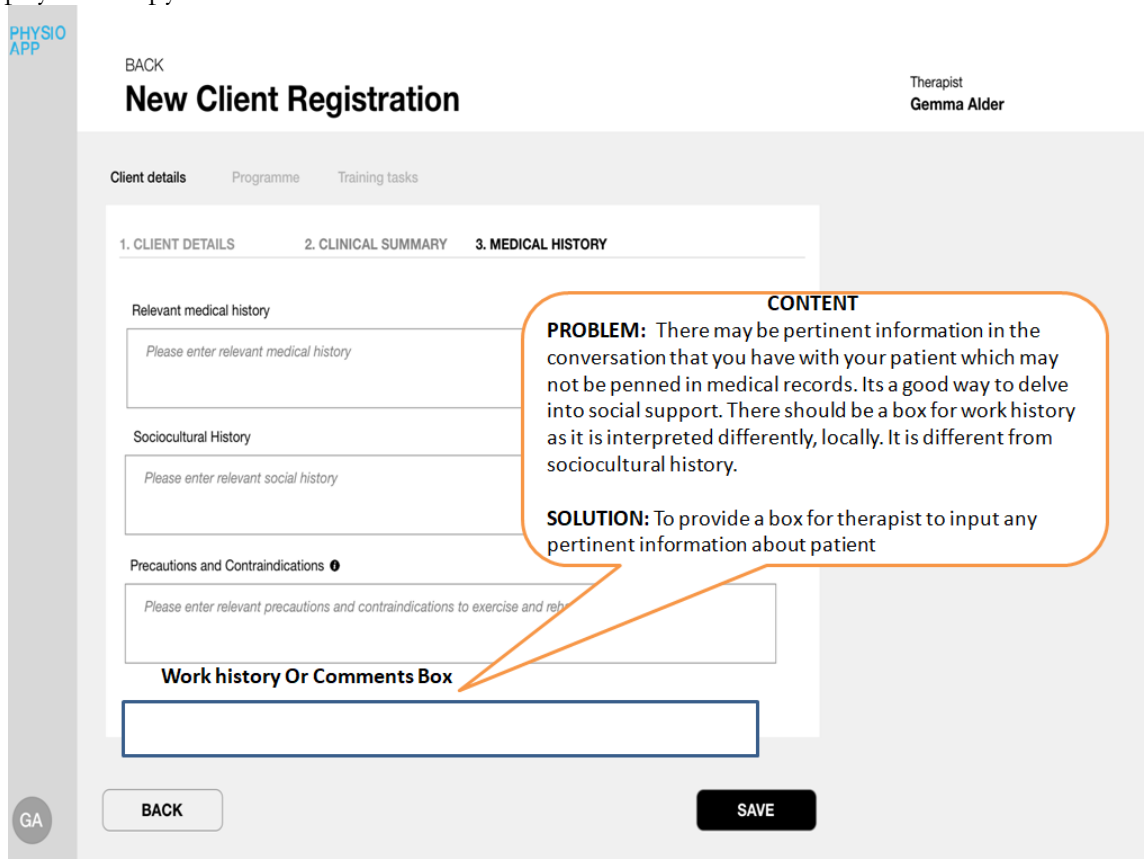 PHYSIO
APP
BACK
New Client Registration
Therapist
Gemma Alder
Client details Programme Training tasks
1. CLIENT DETAILS 2. CLINICAL SUMMARY 3. MEDICAL HISTORY
Relevant medical history
Please enter relevant medical history
Sociocultural History
Please enter relevant social history
Precautions and Contraindications
Please enter relevant precautions and contraindications to exercise and
CONTENT
PROBLEM: There may be pertinent information in the
conversation that you have with your patient which may
not be penned in medical records. Its a good way to delve
into social support. There should be a box for work history
as it is interpreted differently, locally. It is different from
sociocultural history.
SOLUTION: To provide a box for therapist to input any
pertinent information about patient
Work history Or Comments Box
BACK
SAVE
GA